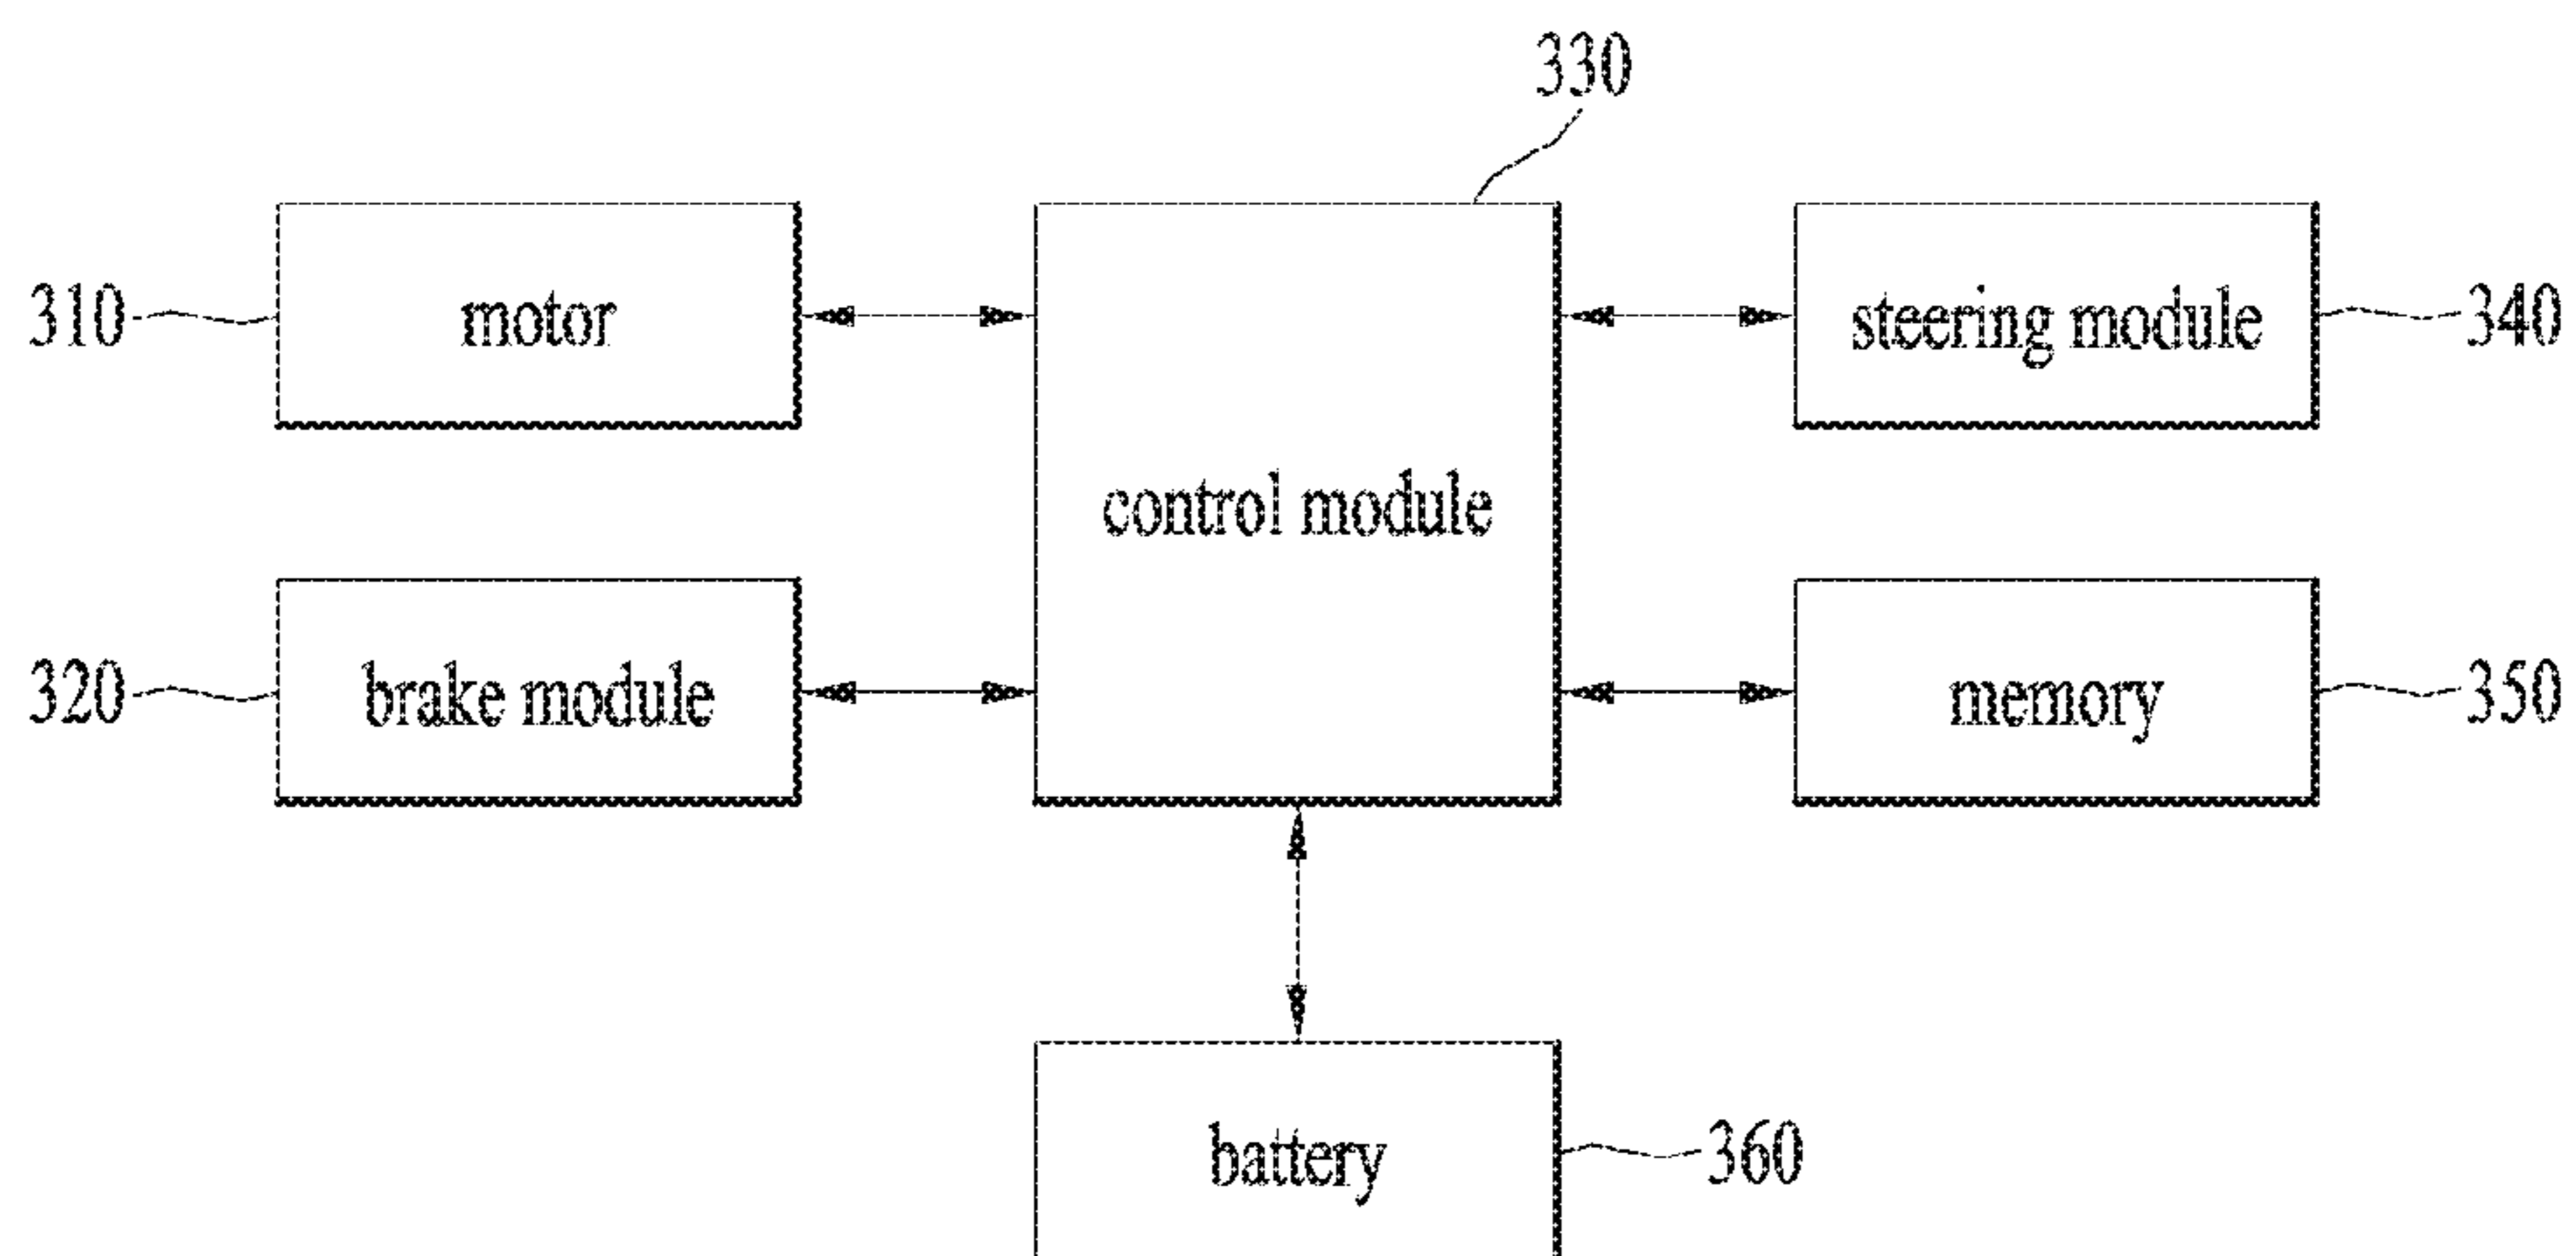 330
310 motor steering module 340
control module
320 brake module memory 350
battery 360